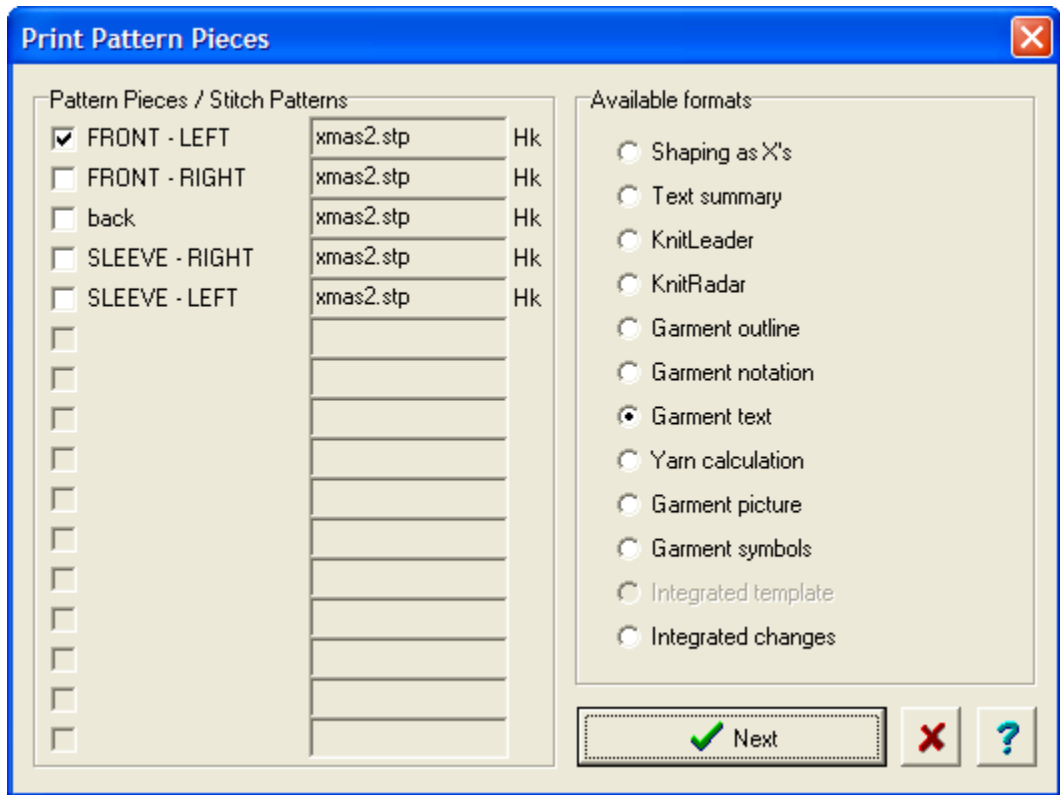 Print Pattern Pieces
Pattern Pieces / Stitch Patterns
FRONT - LEFT xmas2.stp Hk
FRONT - RIGHT xmas2.stp Hk
back xmas2.stp Hk
SLEEVE - RIGHT xmas2.stp Hk
SLEEVE - LEFT xmas2.stp Hk
Available formats
Shaping as X's
Text summary
KnitLeader
KnitRadar
Garment outline
Garment notation
Garment text
Yarn calculation
Garment picture
Garment symbols
Integrated template
Integrated changes
Next
?